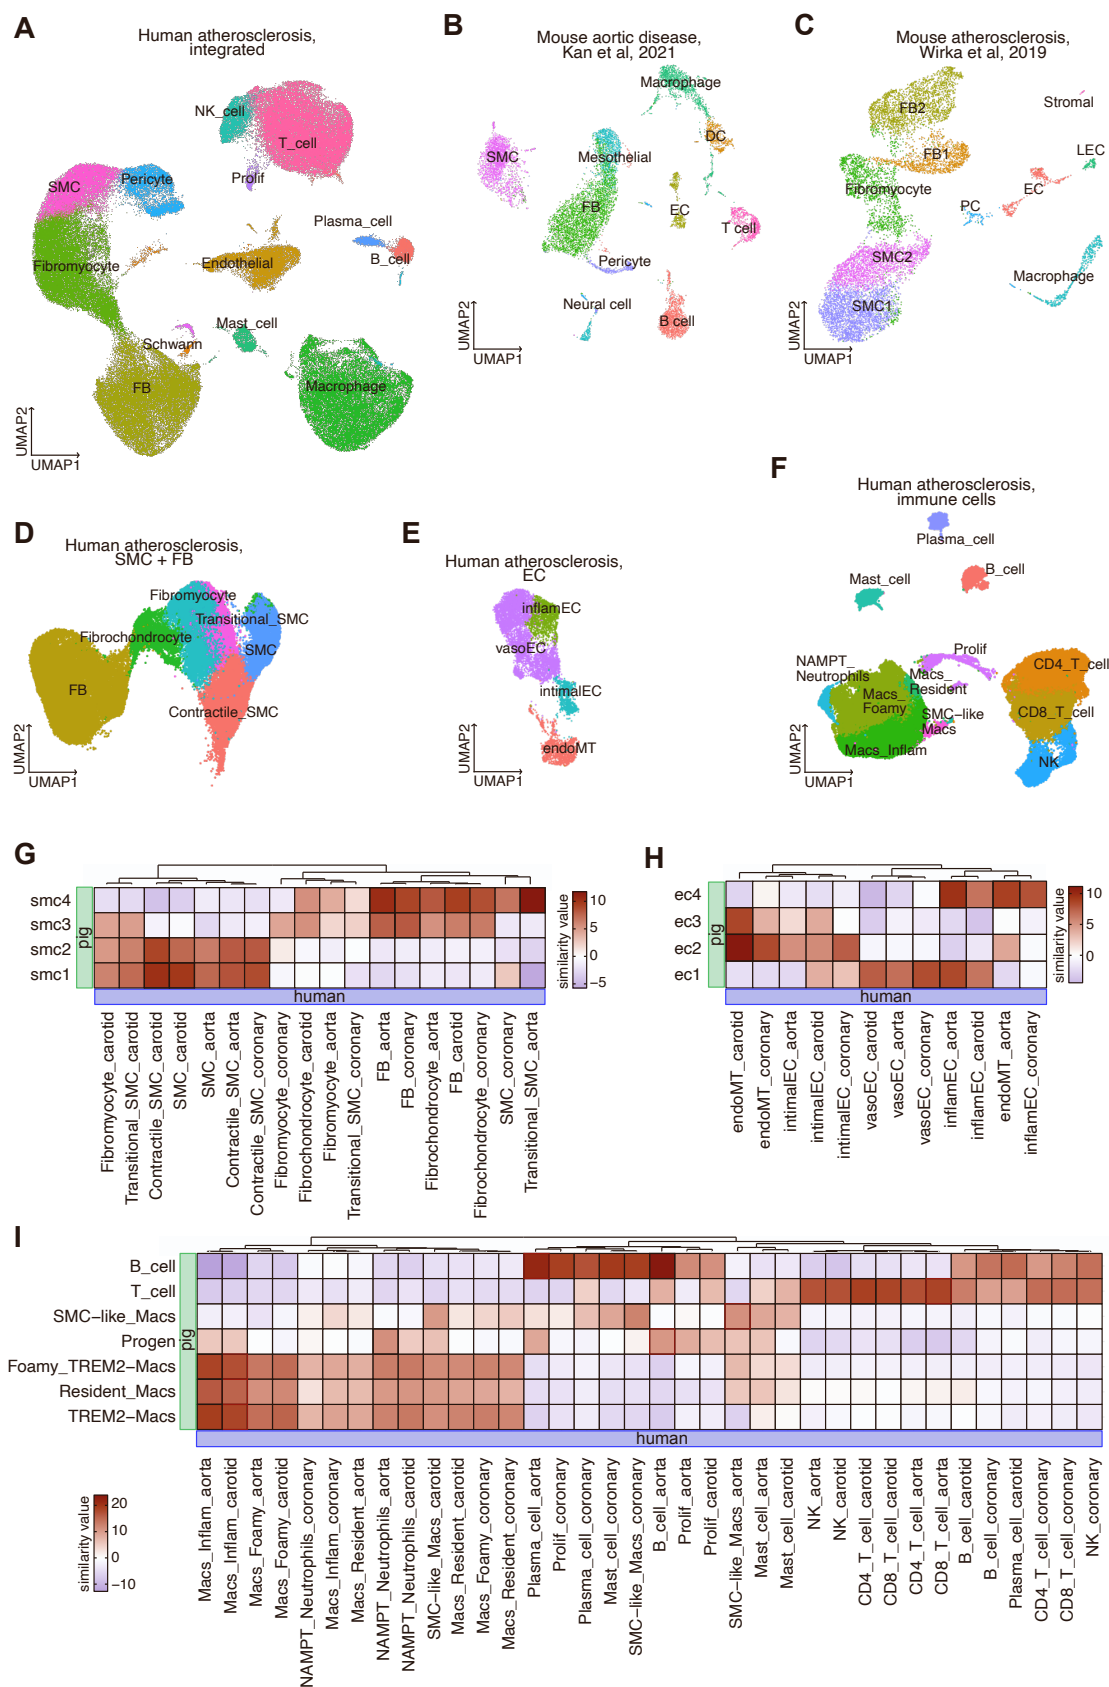 A
Human atherosclerosis,
integrated
NK_cell
T_cell
Prolif
SMC
Pericyte
Plasma_cell
B_cell
Fibromyocyte
Endothelial
Mast_cell
Schwann
FB
Macrophage
UMAP2
UMAP1
B
Mouse aortic disease,
Kan et al, 2021
Macrophage
DC
SMC
Mesothelial
FB
EC
T cell
Pericyte
Neural cell
B cell
UMAP2
UMAP1
C
Mouse atherosclerosis,
Wirka et al, 2019
Stromal
FB2
LEC
FB1
EC
Fibromyocyte
PC
SMC2
Macrophage
SMC1
UMAP2
UMAP1
D
Human atherosclerosis,
SMC + FB
Fibromyocyte
Transitional_SMC
Fibrochondrocyte
SMC
FB
Contractile_SMC
UMAP2
UMAP1
E
Human atherosclerosis,
EC
inflamEC
vasoEC
intimalEC
endoMT
UMAP2
UMAP1
F
Human atherosclerosis,
immune cells
Plasma_cell
B_cell
Mast_cell
Prolif
NAMPT_
Neutrophils
Macs_
Resident
CD4_T_cell
Macs_
Foamy
SMC-like
Macs
CD8_T_cell
Macs_Inflam
NK
UMAP2
UMAP1
G
smc4
smc3
smc2
smc1
pig
human
similarity value
10
5
0
−5
Fibromyocyte_carotid
Transitional_SMC_carotid
Contractile_SMC_carotid
SMC_carotid
SMC_aorta
Contractile_SMC_aorta
Contractile_SMC_coronary
Fibromyocyte_coronary
Fibrochondrocyte_carotid
Fibromyocyte_aorta
Transitional_SMC_coronary
FB_aorta
FB_coronary
Fibrochondrocyte_aorta
FB_carotid
Fibrochondrocyte_coronary
SMC_coronary
Transitional_SMC_aorta
H
ec4
ec3
ec2
ec1
pig
human
similarity value
10
5
0
endoMT_carotid
endoMT_coronary
intimalEC_aorta
intimalEC_carotid
intimalEC_coronary
vasoEC_carotid
vasoEC_aorta
vasoEC_coronary
inflamEC_aorta
inflamEC_carotid
endoMT_aorta
inflamEC_coronary
I
B_cell
T_cell
SMC-like_Macs
Progen
Foamy_TREM2-Macs
Resident_Macs
TREM2-Macs
pig
human
similarity value
20
10
0
−10
Macs_Inflam_aorta
Macs_Inflam_carotid
Macs_Foamy_aorta
Macs_Foamy_carotid
NAMPT_Neutrophils_coronary
Macs_Inflam_coronary
Macs_Resident_aorta
NAMPT_Neutrophils_aorta
NAMPT_Neutrophils_carotid
SMC-like_Macs_carotid
Macs_Resident_carotid
Macs_Foamy_coronary
Macs_Resident_coronary
Plasma_cell_aorta
Prolif_coronary
Plasma_cell_coronary
Mast_cell_coronary
SMC-like_Macs_coronary
B_cell_aorta
Prolif_aorta
Prolif_carotid
SMC-like_Macs_aorta
Mast_cell_aorta
Mast_cell_carotid
NK_aorta
NK_carotid
CD4_T_cell_carotid
CD8_T_cell_carotid
CD4_T_cell_aorta
CD8_T_cell_aorta
B_cell_carotid
B_cell_coronary
Plasma_cell_carotid
CD4_T_cell_coronary
CD8_T_cell_coronary
NK_coronary